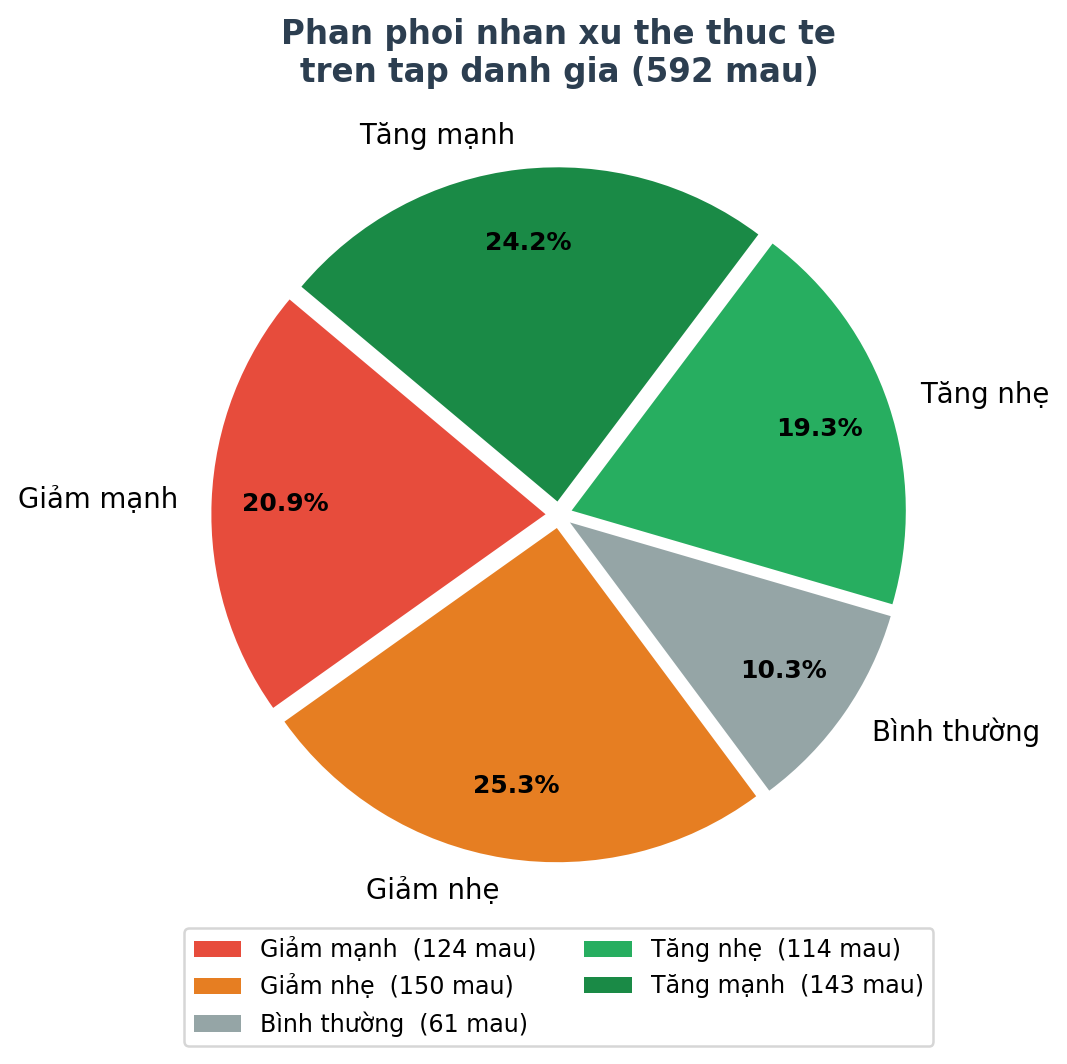 Phan phoi nhan xu the thuc te
tren tap danh gia (592 mau)
Tăng mạnh
24.2%
Tăng nhẹ
19.3%
Giảm mạnh
20.9%
10.3%
Bình thường
25.3%
Giảm nhẹ
Giảm mạnh (124 mau)
Giảm nhẹ (150 mau)
Bình thường (61 mau)
Tăng nhẹ (114 mau)
Tăng mạnh (143 mau)